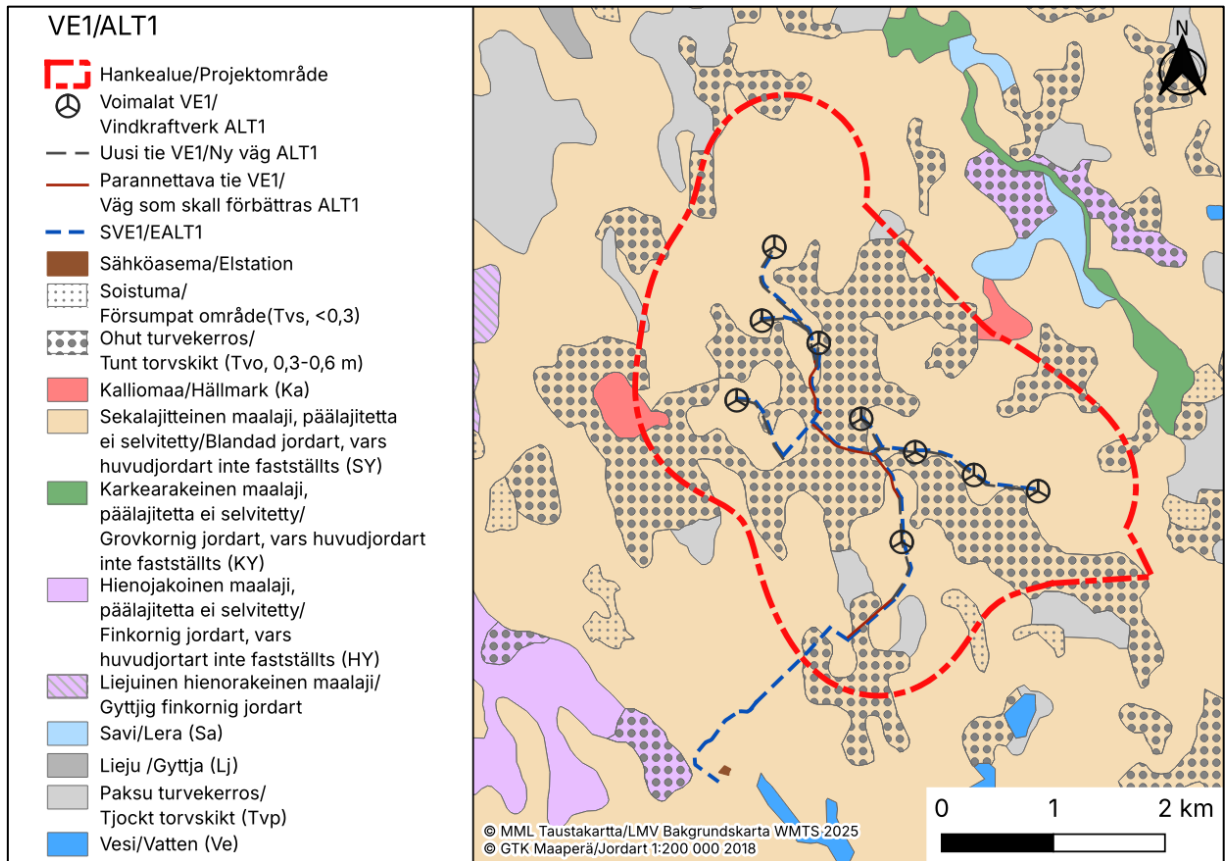 VE1/ALT1
Hankealue/Projektområde
Voimalat VE1/
Vindkraftverk ALT1
Uusi tie VE1/Ny väg ALT1
Parannettava tie VE1/
Väg som skall förbättras ALT1
SVE1/EALT1
Sähköasema/Elstation
Soistuma/
Försumpat område(Tvs, <0,3)
Ohut turvekerros/
Tunt torvskikt (Tvo, 0,3-0,6 m)
Kalliomaa/Hällmark (Ka)
Sekalajitteinen maalaji, päälajitetta
ei selvitetty/Blandad jordart, vars
huvudjordart inte fastställts (SY)
Karkearakeinen maalaji,
päälajitetta ei selvitetty/
Grovkornig jordart, vars huvudjordart
inte fastställts (KY)
Hienojakoinen maalaji,
päälajitetta ei selvitetty/
Finkornig jordart, vars
huvudjortart inte fastställts (HY)
Liejuinen hienorakeinen maalaji/
Gyttjig finkornig jordart
Savi/Lera (Sa)
Lieju /Gyttja (Lj)
Paksu turvekerros/
Tjockt torvskikt (Tvp)
Vesi/Vatten (Ve)
N
0 1 2 km
© MML Taustakartta/LMV Bakgrundskarta WMTS 2025
© GTK Maaperä/Jordart 1:200 000 2018